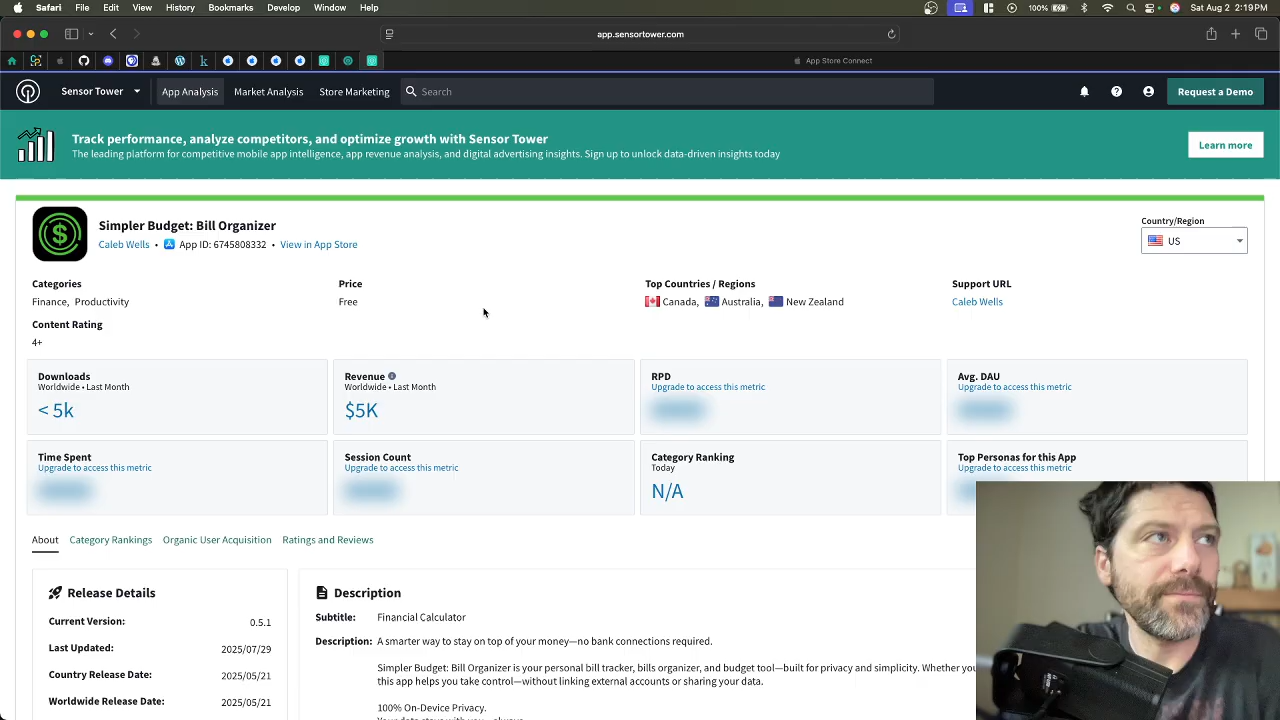 Safari File Edit View History Bookmarks Develop Window Help 100% Sat Aug 2 2:19 PM
app.sensortower.com
App Store Connect
Sensor Tower App Analysis Market Analysis Store Marketing Search Request a Demo
Track performance, analyze competitors, and optimize growth with Sensor Tower
The leading platform for competitive mobile app intelligence, app revenue analysis, and digital advertising insights. Sign up to unlock data-driven insights today
Learn more
Simpler Budget: Bill Organizer
Caleb Wells • App ID: 6745808332 • View in App Store
Country/Region
US
Categories
Finance, Productivity
Price
Free
Top Countries / Regions
Canada, Australia, New Zealand
Support URL
Caleb Wells
Content Rating
4+
Downloads
Worldwide • Last Month
< 5k
Revenue
Worldwide • Last Month
$5K
RPD
Upgrade to access this metric
Avg. DAU
Upgrade to access this metric
Time Spent
Upgrade to access this metric
Session Count
Upgrade to access this metric
Category Ranking
Today
N/A
Top Personas for this App
Upgrade to access this metric
About Category Rankings Organic User Acquisition Ratings and Reviews
Release Details
Current Version: 0.5.1
Last Updated: 2025/07/29
Country Release Date: 2025/05/21
Worldwide Release Date: 2025/05/21
Description
Subtitle: Financial Calculator
Description: A smarter way to stay on top of your money—no bank connections required.
Simpler Budget: Bill Organizer is your personal bill tracker, bills organizer, and budget tool—built for privacy and simplicity. Whether you
this app helps you take control—without linking external accounts or sharing your data.
100% On-Device Privacy.